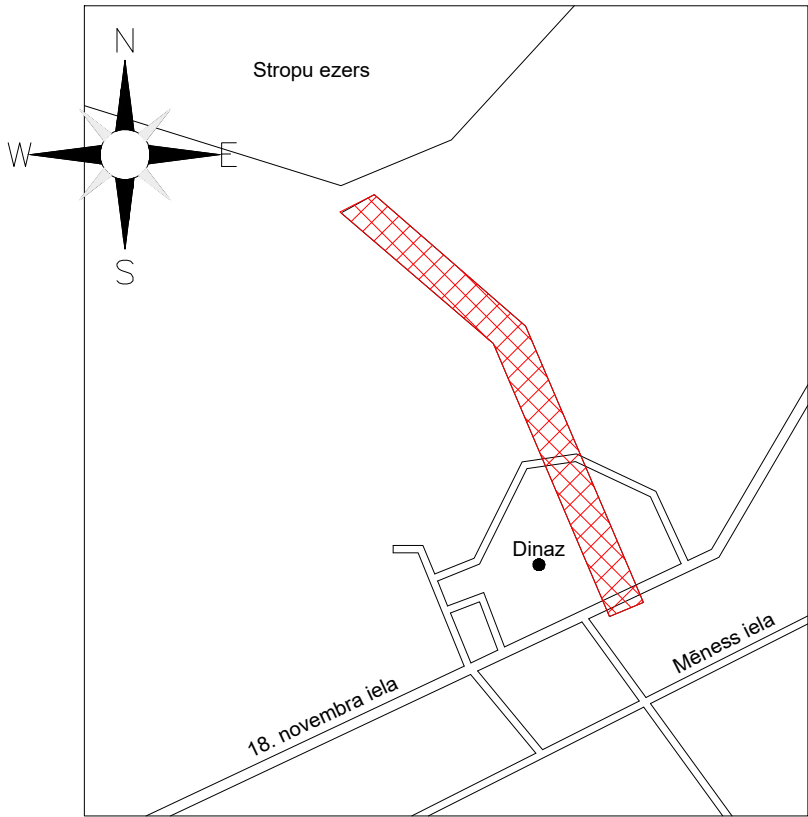 N
Stropu ezers
W
E
S
Dinaz
Mēness iela
18. novembra iela